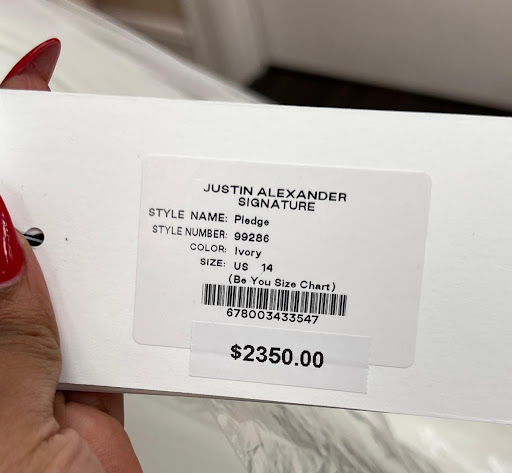 JUSTIN ALEXANDER
SIGNATURE
STYLE NAME: Pledge
STYLE NUMBER: 99286
COLOR: Ivory
SIZE: US 14
(Be You Size Chart)
678003433547
$2350.00